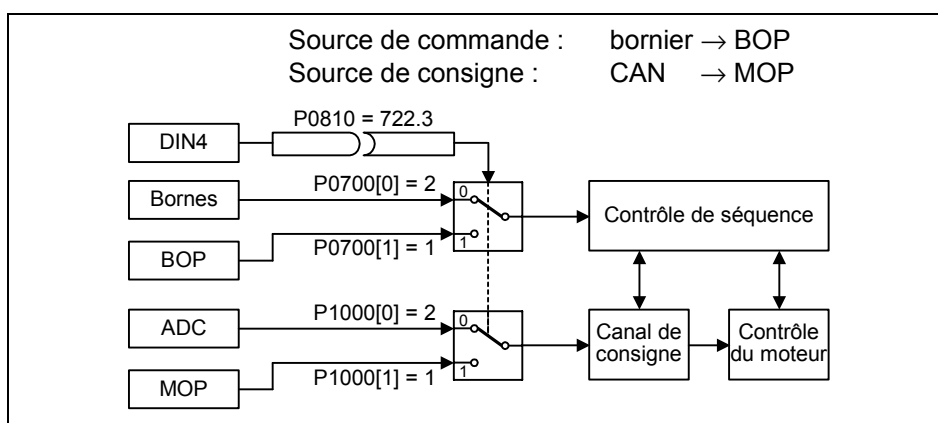 Source de commande : bornier → BOP
Source de consigne : CAN → MOP
P0810 = 722.3
DIN4
Bornes
P0700[0] = 2
0
1
BOP
P0700[1] = 1
Contrôle de séquence
ADC
P1000[0] = 2
0
1
MOP
P1000[1] = 1
Canal de
consigne
Contrôle
du moteur